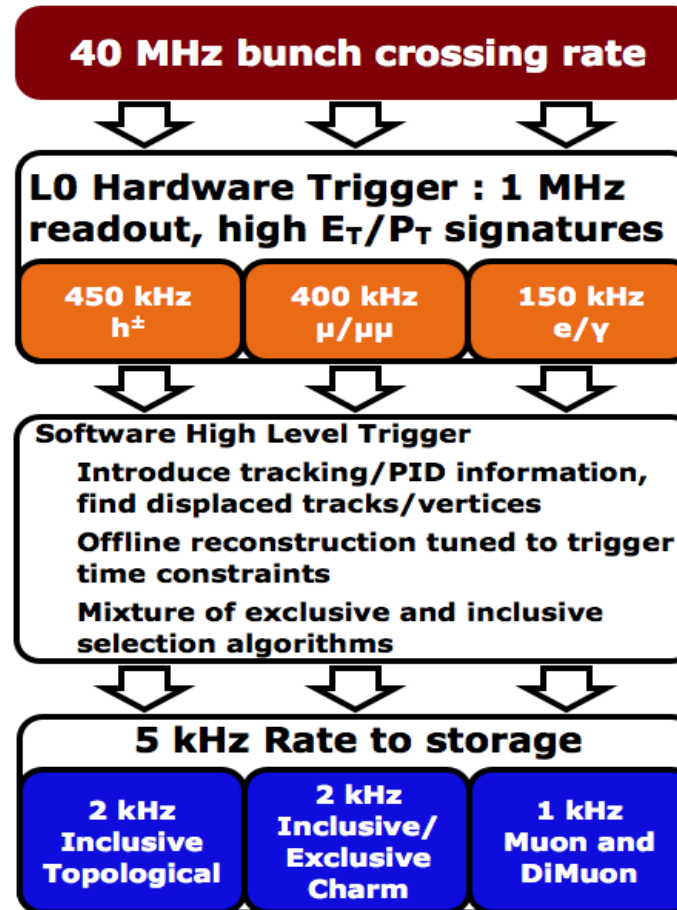 40 MHz bunch crossing rate
L0 Hardware Trigger : 1 MHz
readout, high E_T/P_T signatures
450 kHz
h±
400 kHz
μ/μμ
150 kHz
e/γ
Software High Level Trigger
Introduce tracking/PID information,
find displaced tracks/vertices
Offline reconstruction tuned to trigger
time constraints
Mixture of exclusive and inclusive
selection algorithms
5 kHz Rate to storage
2 kHz
Inclusive
Topological
2 kHz
Inclusive/
Exclusive
Charm
1 kHz
Muon and
DiMuon